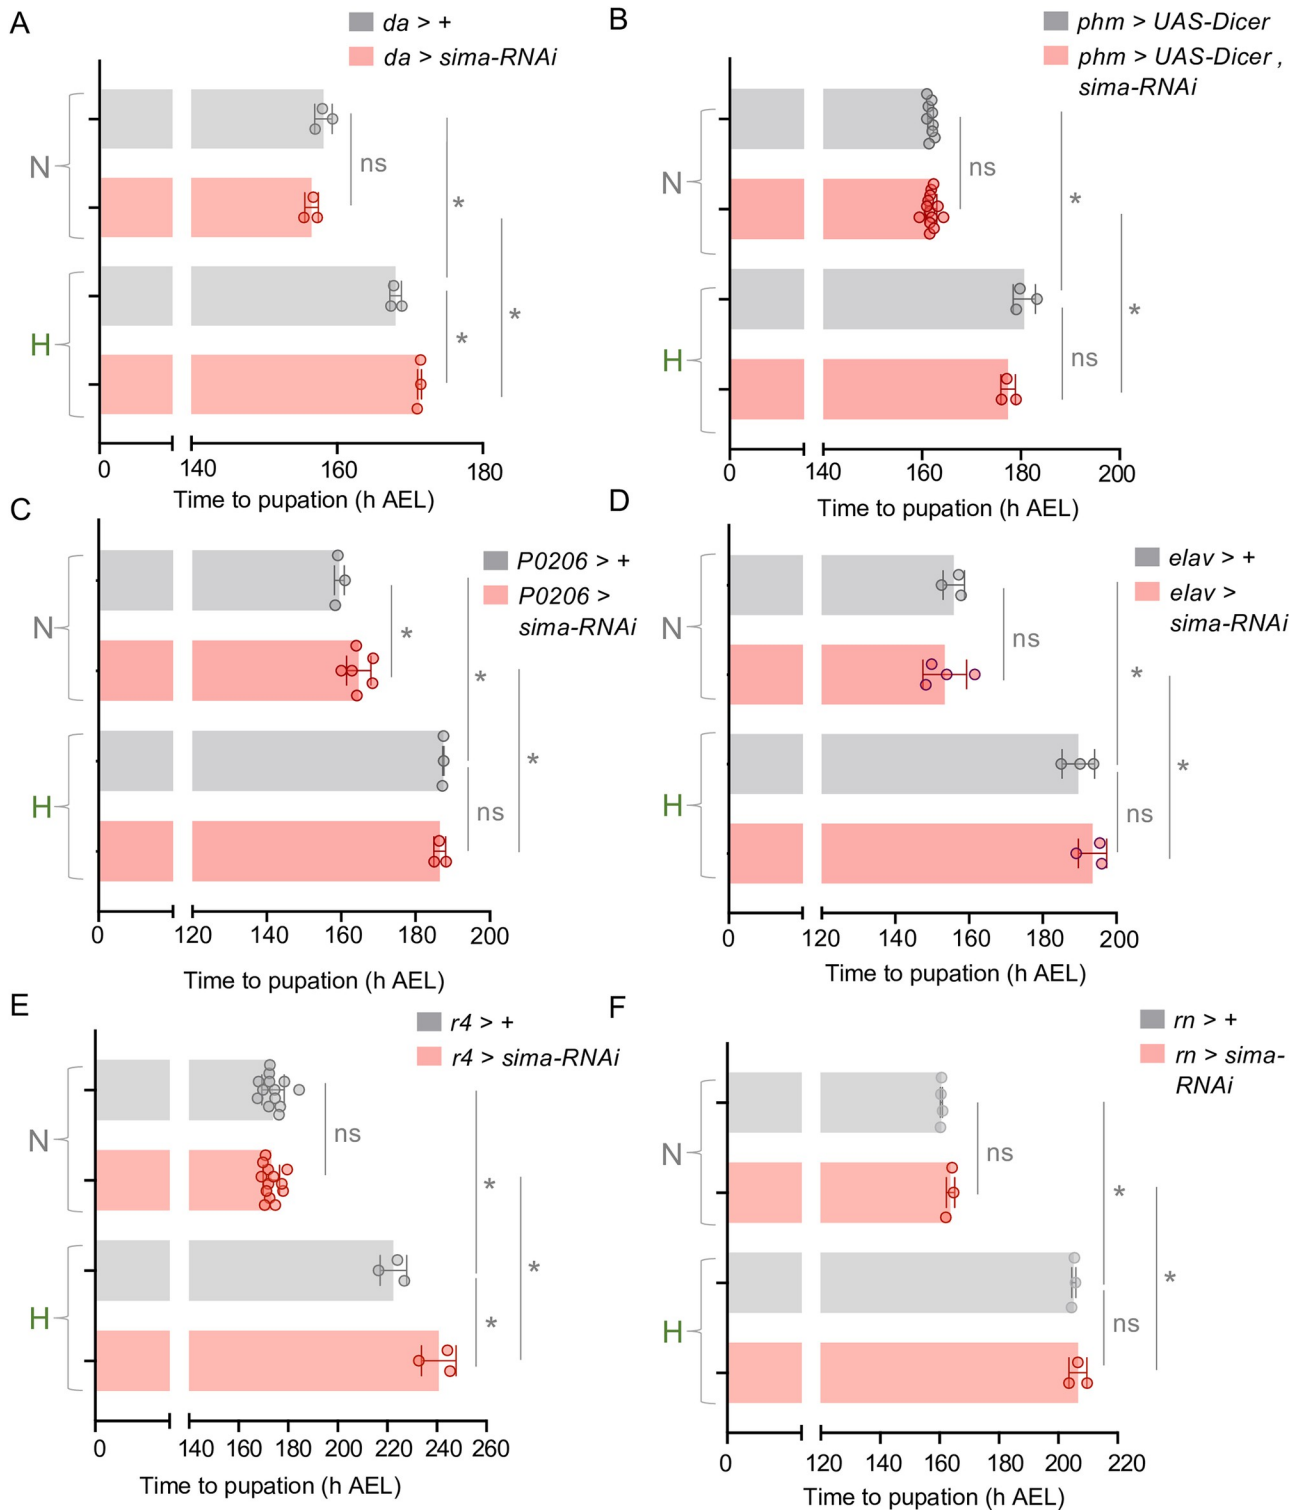 A
da > +
da > sima-RNAi
N
H
ns
*
*
*
0 140 160 180
Time to pupation (h AEL)
B
phm > UAS-Dicer
phm > UAS-Dicer ,
sima-RNAi
N
H
ns
*
*
ns
0 140 160 180 200
Time to pupation (h AEL)
C
P0206 > +
P0206 >
sima-RNAi
N
H
*
*
*
ns
0 120 140 160 180 200
Time to pupation (h AEL)
D
elav > +
elav >
sima-RNAi
N
H
ns
*
*
ns
0 120 140 160 180 200
Time to pupation (h AEL)
E
r4 > +
r4 > sima-RNAi
N
H
ns
*
*
*
0 140 160 180 200 220 240 260
Time to pupation (h AEL)
F
rn > +
rn > sima-
RNAi
N
H
ns
*
*
ns
0 120 140 160 180 200 220
Time to pupation (h AEL)